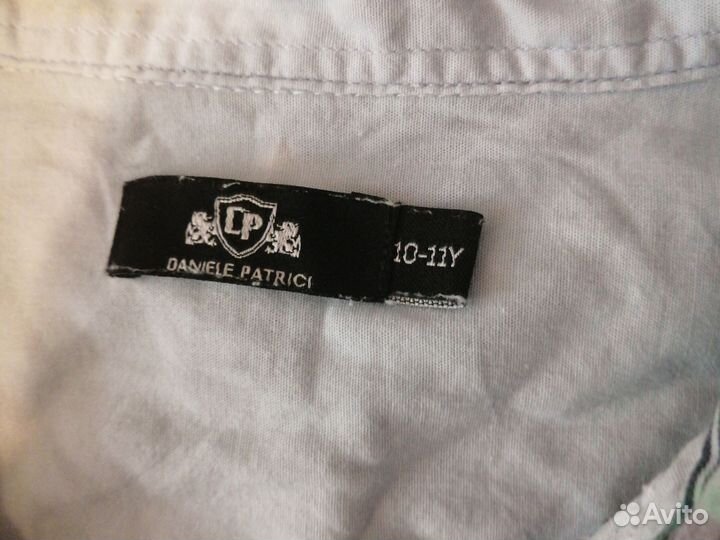 DP
DANIELE PATRICI
10-11Y
Avito